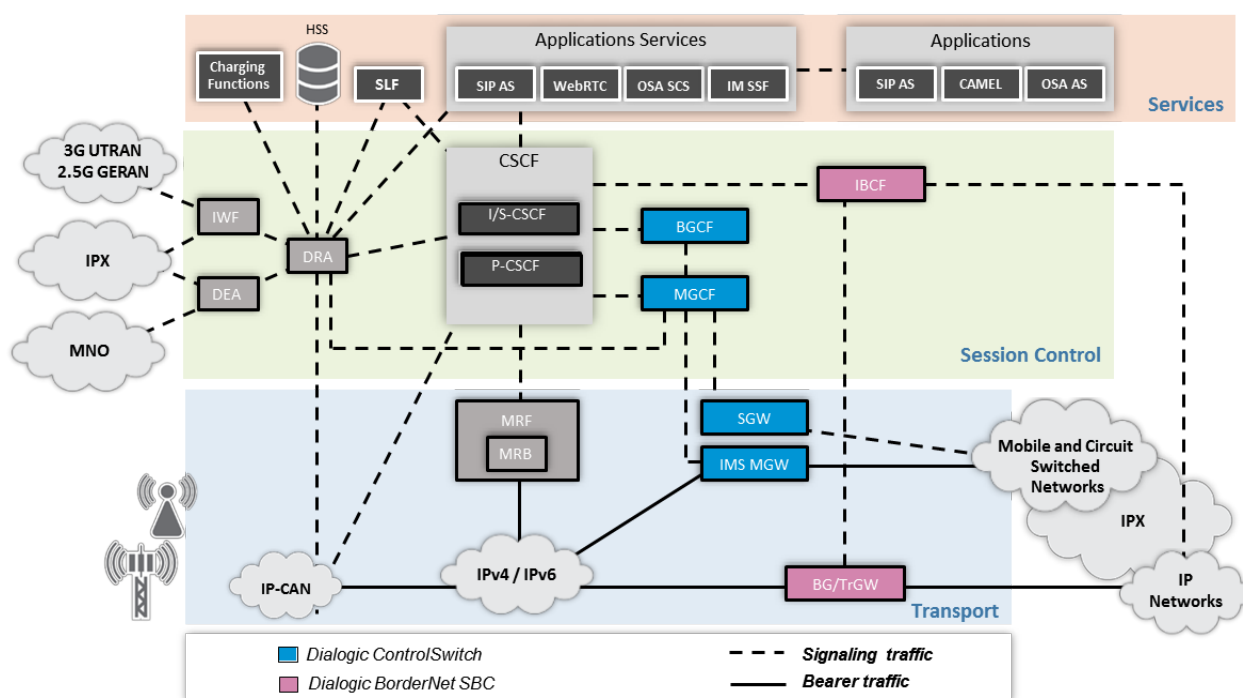 HSS
Applications Services
Applications
Charging
Functions
SLF
SIP AS
WebRTC
OSA SCS
IM SSF
SIP AS
CAMEL
OSA AS
Services
3G UTRAN
2.5G GERAN
CSCF
IBCF
IWF
I/S-CSCF
BGCF
IPX
DRA
P-CSCF
DEA
MGCF
MNO
Session Control
MRF
SGW
MRB
IMS MGW
Mobile and Circuit
Switched
Networks
IPX
IP-CAN
IPv4 / IPv6
BG/TrGW
IP
Networks
Transport
Dialogic ControlSwitch
Signaling traffic
Dialogic BorderNet SBC
Bearer traffic